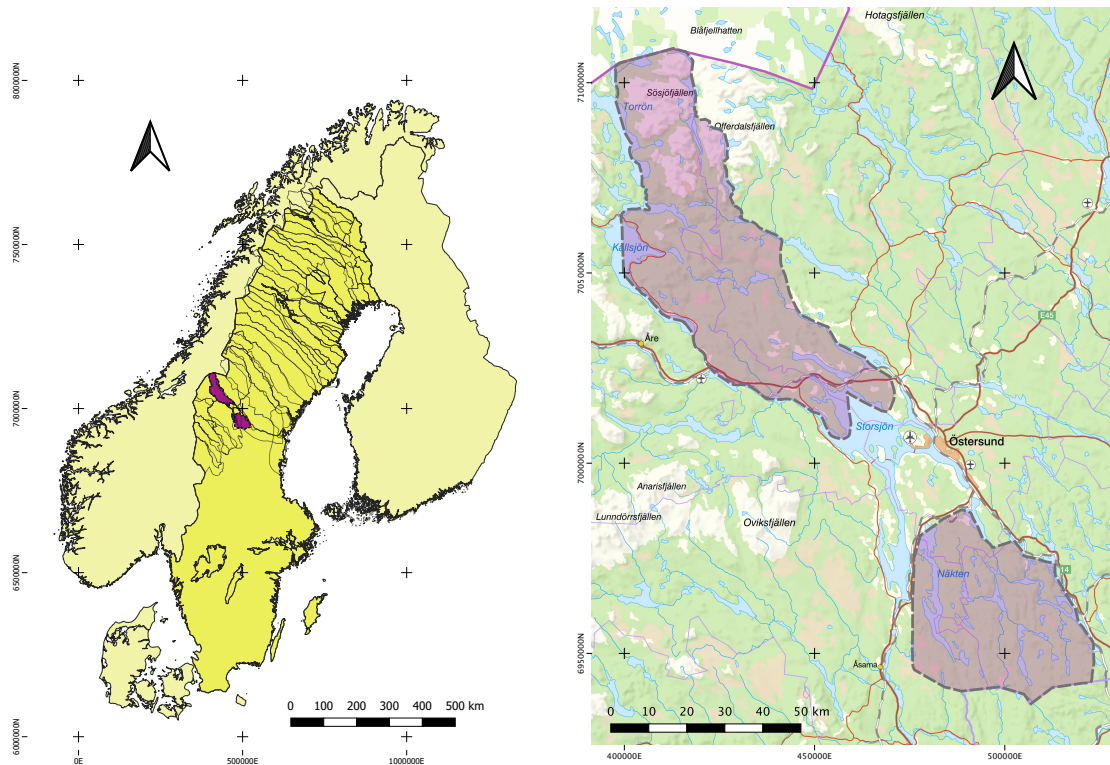 8000000N
7500000N
7000000N
6500000N
6000000N
0E
500000E
1000000E
0 100 200 300 400 500 km
Hotagsfjällen
Blåfjellhatten
7100000N
Sösjöfjällen
Torrön
Offerdalsfjällen
Kallsjön
7050000N
E45
Åre
Storsjön
Östersund
7000000N
Anarisfjällen
Lunndörrsfjällen
Oviksfjällen
Näkten
14
6950000N
Åsarna
0 10 20 30 40 50 km
400000E
450000E
500000E